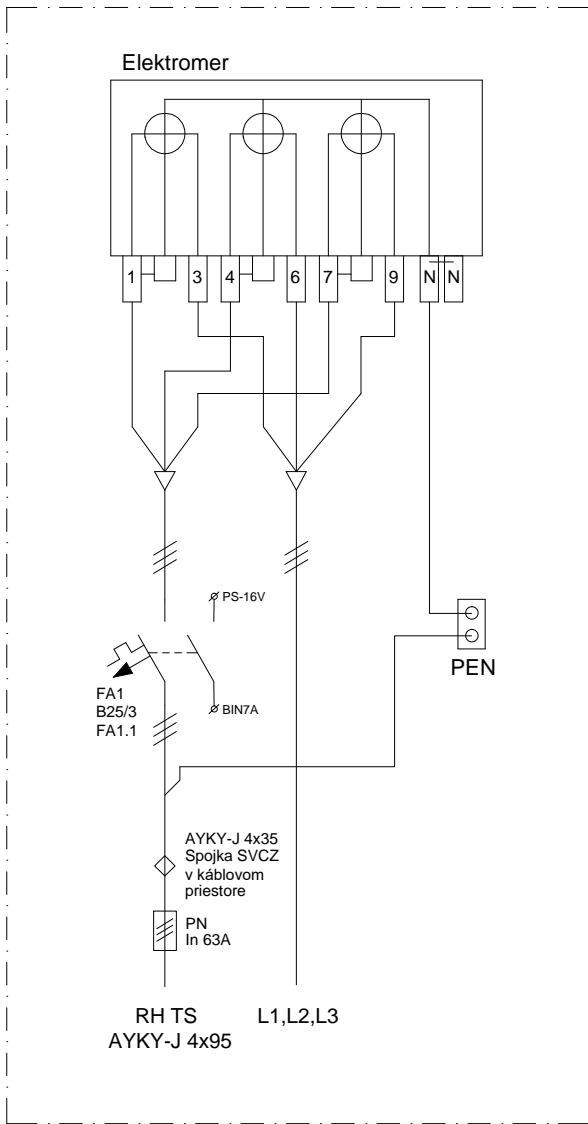 Elektromer
1 3 4 6 7 9 N N
PS-16V
BIN7A
FA1
B25/3
FA1.1
PEN
AYKY-J 4x35
Spojka SVCZ
v káblovom
priestore
PN
In 63A
RH TS
AYKY-J 4x95
L1,L2,L3